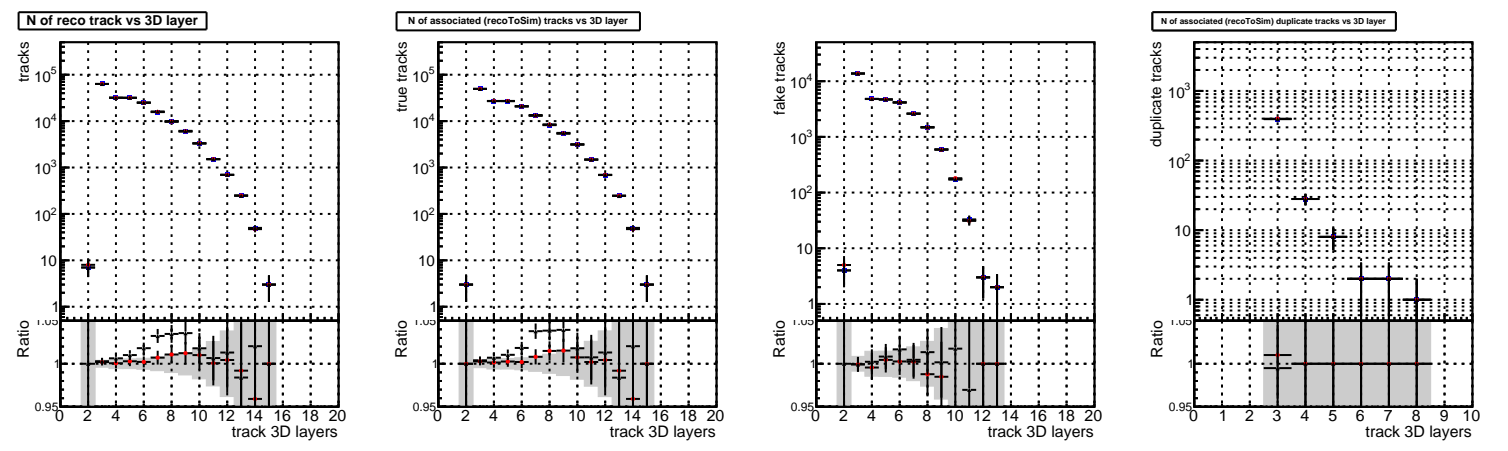 N of reco track vs 3D layer
tracks
10^5
10^4
10^3
10^2
10
1
Ratio
1.05
1
0.95
0 2 4 6 8 10 12 14 16 18 20
track 3D layers
N of associated (recoToSim) tracks vs 3D layer
true tracks
10^5
10^4
10^3
10^2
10
1
Ratio
1.05
1
0.95
0 2 4 6 8 10 12 14 16 18 20
track 3D layers
fake tracks
10^4
10^3
10^2
10
1
Ratio
1.05
1
0.95
0 2 4 6 8 10 12 14 16 18 20
track 3D layers
N of associated (recoToSim) duplicate tracks vs 3D layer
duplicate tracks
10^3
10^2
10
1
Ratio
1.05
1
0.95
0 1 2 3 4 5 6 7 8 9 10
track 3D layers